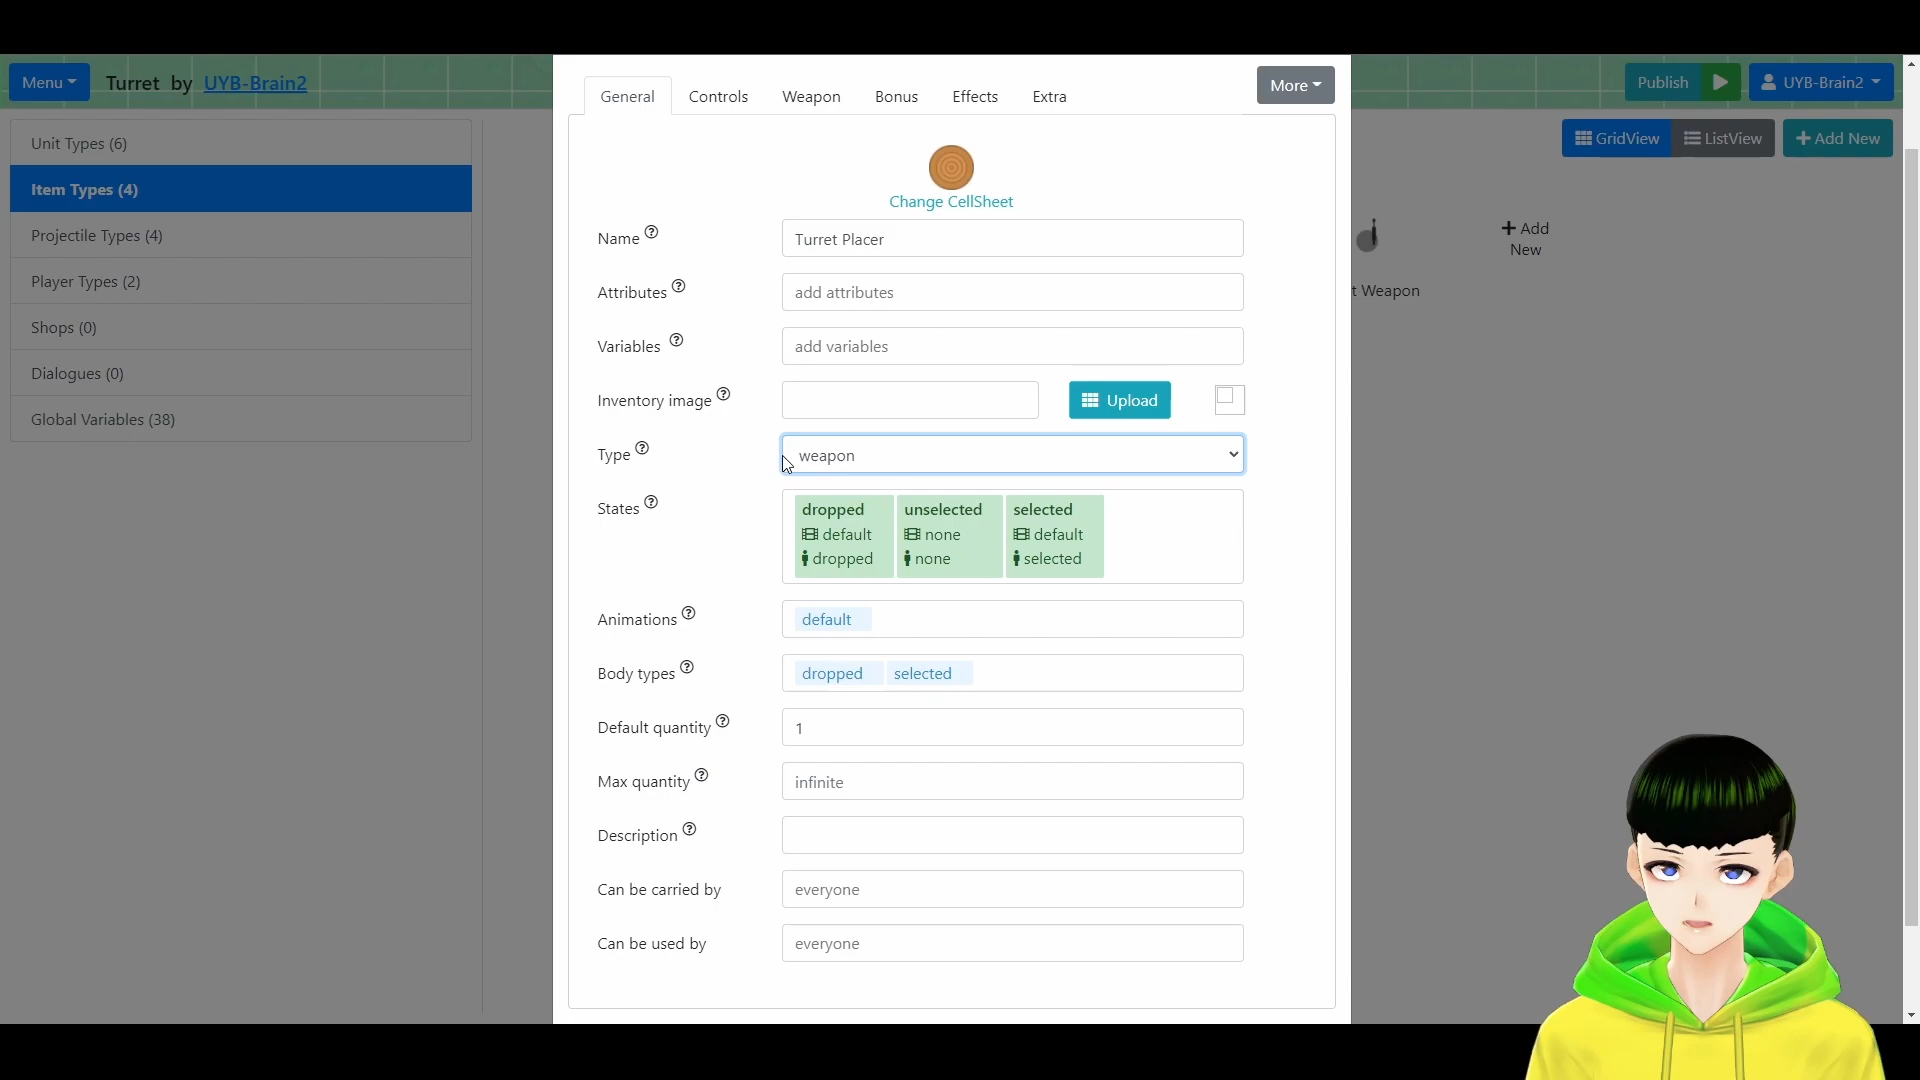 Menu
Turret by UYB-Brain2
Publish
UYB-Brain2
Unit Types (6)
Item Types (4)
Projectile Types (4)
Player Types (2)
Shops (0)
Dialogues (0)
Global Variables (38)
General Controls Weapon Bonus Effects Extra
More
Change CellSheet
Name ? Turret Placer
Attributes ? add attributes
Variables ? add variables
Inventory image ? Upload
Type ? weapon
States ?
dropped unselected selected
default none default
dropped none selected
Animations ? default
Body types ? dropped selected
Default quantity ? 1
Max quantity ? infinite
Description ?
Can be carried by everyone
Can be used by everyone
GridView ListView + Add New
+ Add
New
t Weapon